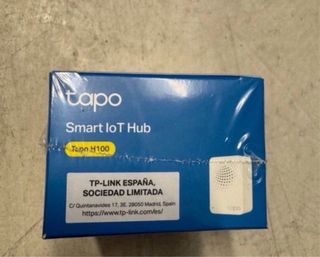 tapo
Smart IoT Hub
Tapo H100
TP-LINK ESPAÑA,
SOCIEDAD LIMITADA
C/ Quintanavides 17, 3E, 28050 Madrid, Spain
https://www.tp-link.com/es/
tapo